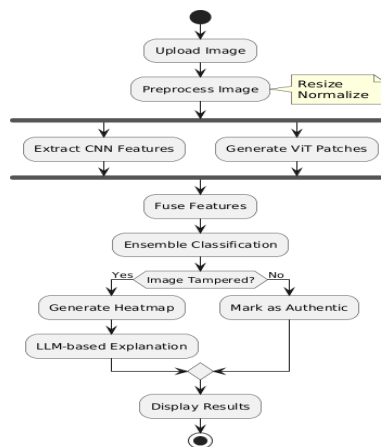 Upload Image
Preprocess Image
Resize
Normalize
Extract CNN Features
Generate ViT Patches
Fuse Features
Ensemble Classification
Yes
Image Tampered?
No
Generate Heatmap
Mark as Authentic
LLM-based Explanation
Display Results